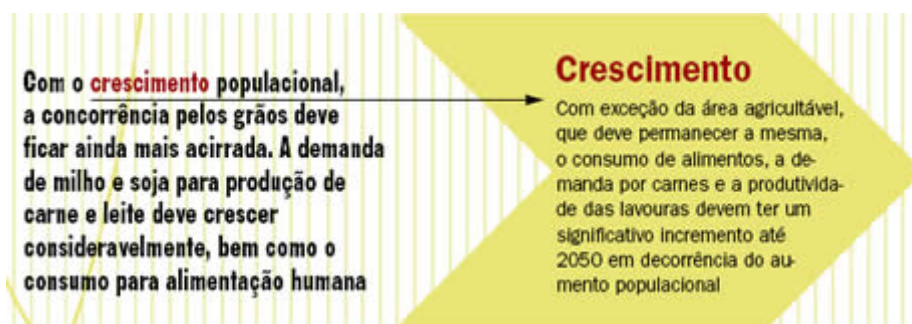 Com o crescimento populacional,
a concorrência pelos grãos deve
ficar ainda mais acirrada. A demanda
de milho e soja para produção de
carne e leite deve crescer
consideravelmente, bem como o
consumo para alimentação humana
Crescimento
Com exceção da área agricultável,
que deve permanecer a mesma,
o consumo de alimentos, a de-
manda por carnes e a produtivida-
de das lavouras devem ter um
significativo incremento até
2050 em decorrência do au-
mento populacional